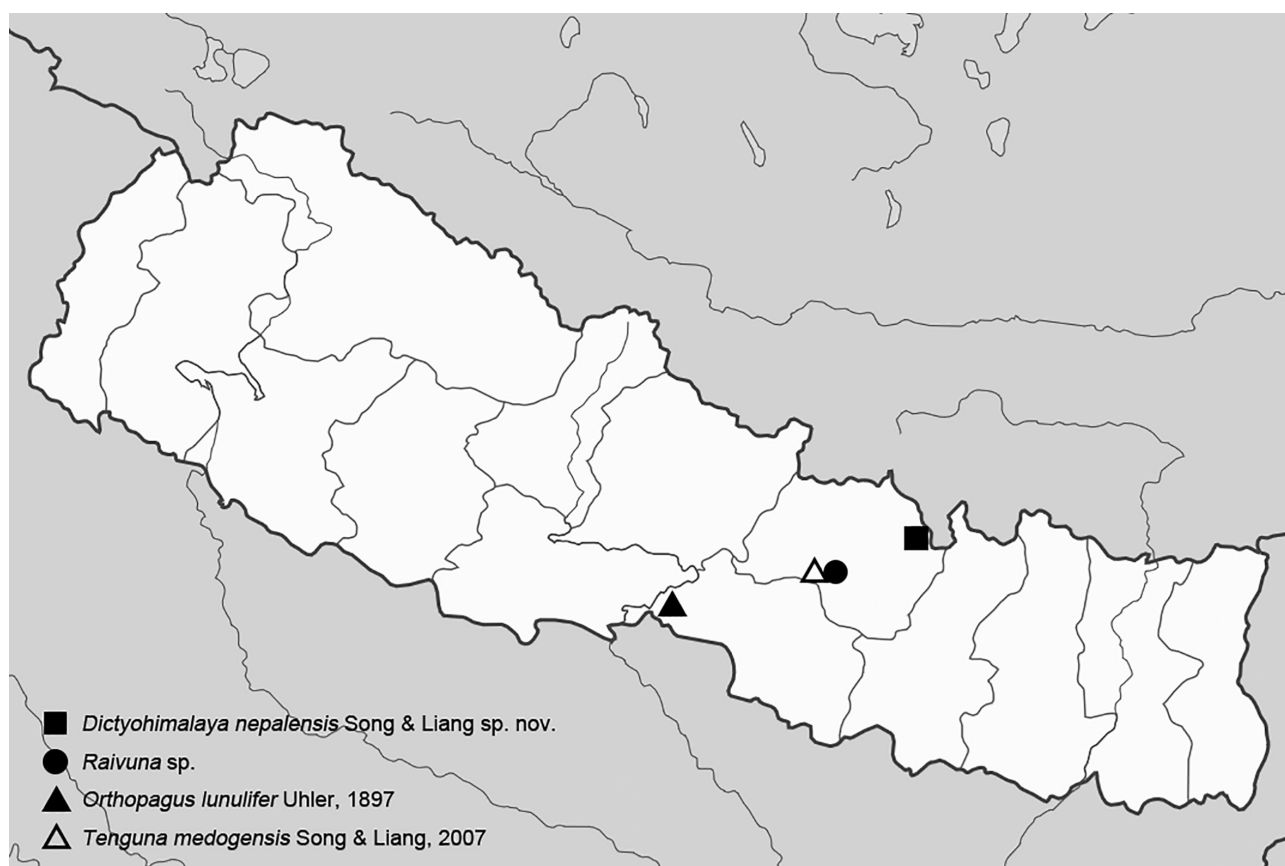 Dictyohimalaya nepalensis Song & Liang sp. nov.
Raivuna sp.
Orthopagus lunulifer Uhler, 1897
Tenguna medogensis Song & Liang, 2007